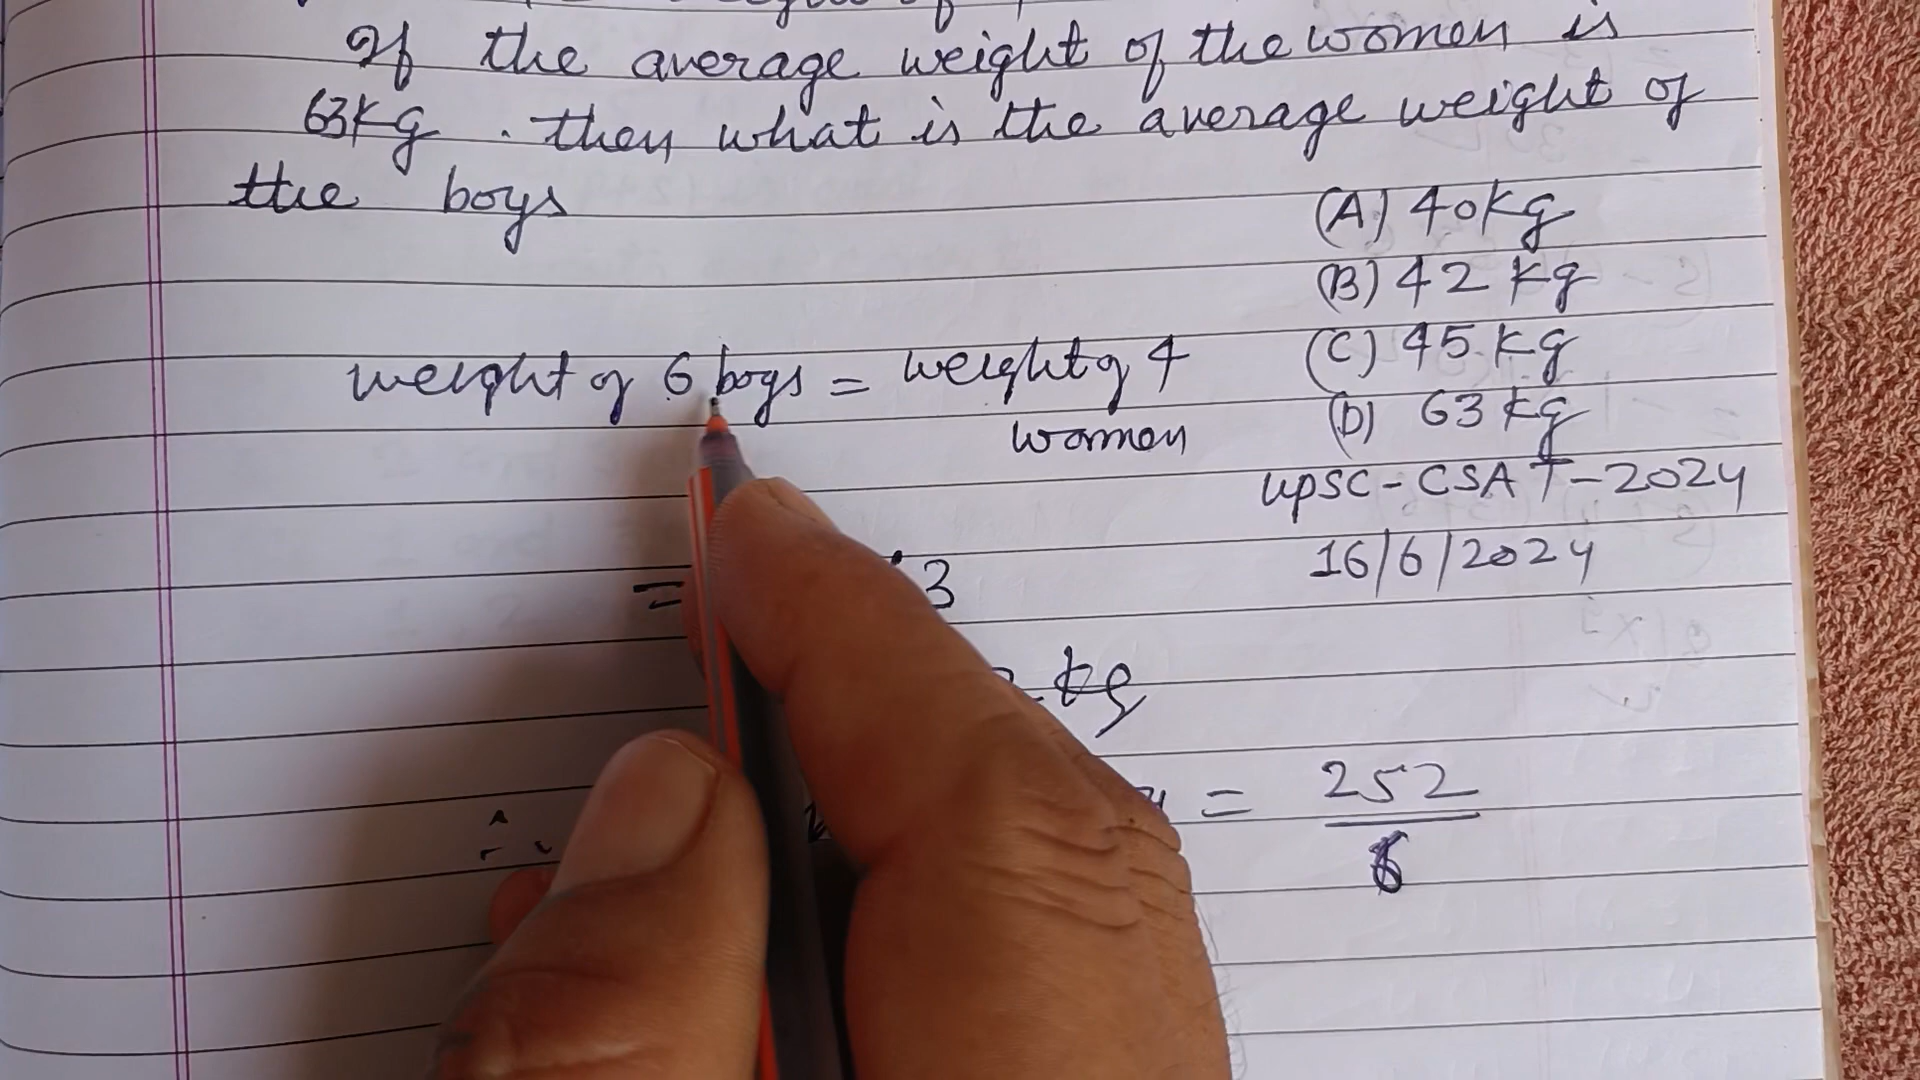 If the average weight of the women is
63kg . then what is the average weight of
the boys
(A) 40kg
(B) 42 kg
(C) 45 kg
(D) 63 kg
UPSC - CSAT - 2024
16/6/2024
weight of 6 boys = weight of 4
women
= 3
kg
= 252
6